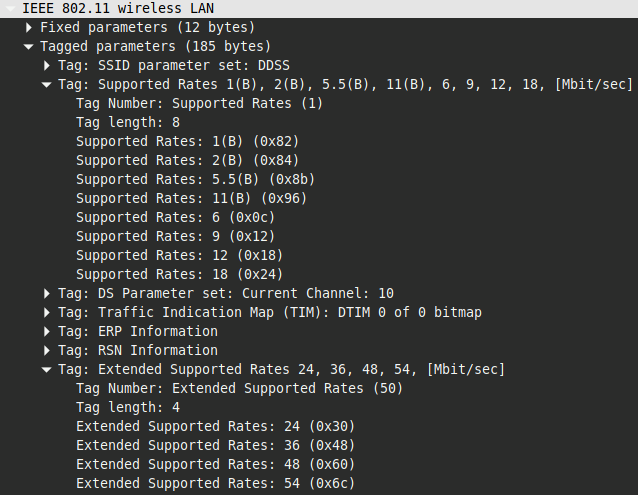 IEEE 802.11 wireless LAN
Fixed parameters (12 bytes)
Tagged parameters (185 bytes)
Tag: SSID parameter set: DDSS
Tag: Supported Rates 1(B), 2(B), 5.5(B), 11(B), 6, 9, 12, 18, [Mbit/sec]
Tag Number: Supported Rates (1)
Tag length: 8
Supported Rates: 1(B) (0x82)
Supported Rates: 2(B) (0x84)
Supported Rates: 5.5(B) (0x8b)
Supported Rates: 11(B) (0x96)
Supported Rates: 6 (0x0c)
Supported Rates: 9 (0x12)
Supported Rates: 12 (0x18)
Supported Rates: 18 (0x24)
Tag: DS Parameter set: Current Channel: 10
Tag: Traffic Indication Map (TIM): DTIM 0 of 0 bitmap
Tag: ERP Information
Tag: RSN Information
Tag: Extended Supported Rates 24, 36, 48, 54, [Mbit/sec]
Tag Number: Extended Supported Rates (50)
Tag length: 4
Extended Supported Rates: 24 (0x30)
Extended Supported Rates: 36 (0x48)
Extended Supported Rates: 48 (0x60)
Extended Supported Rates: 54 (0x6c)